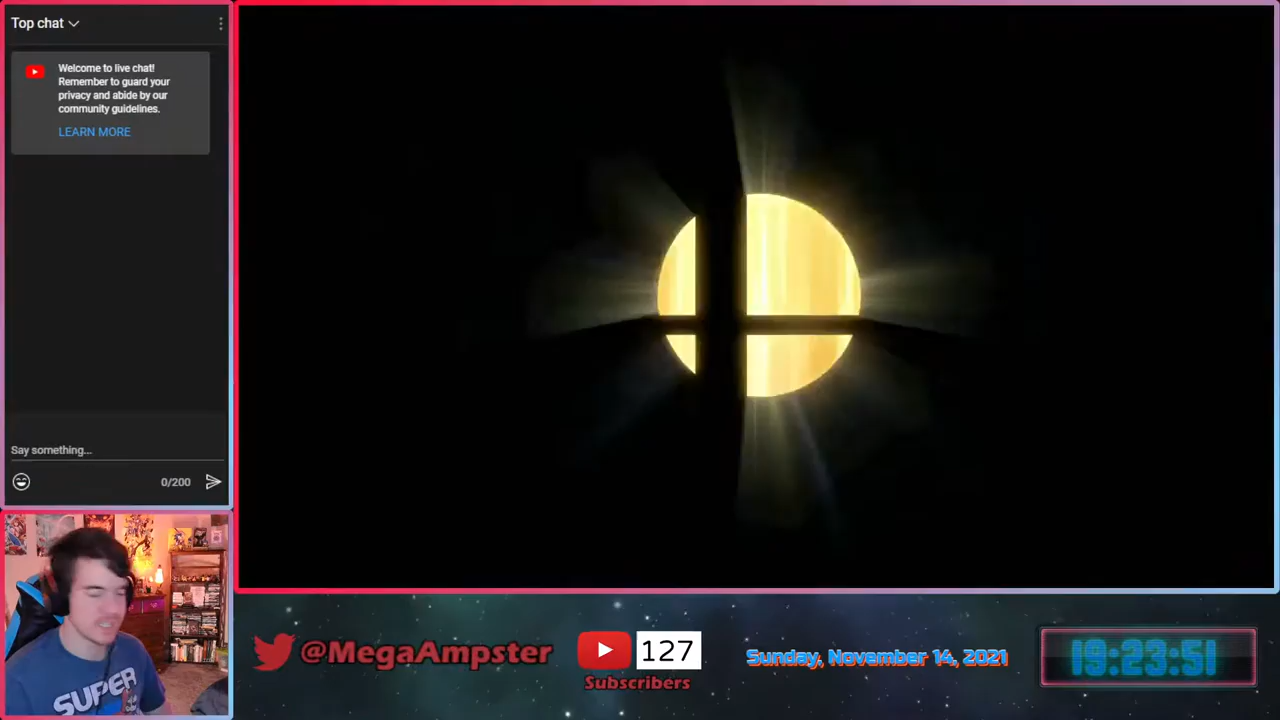 Top chat
Welcome to live chat!
Remember to guard your
privacy and abide by our
community guidelines.
LEARN MORE
Say something...
0/200
SUPER
@MegaAmpster
127
Subscribers
Sunday, November 14, 2021
19:23:51